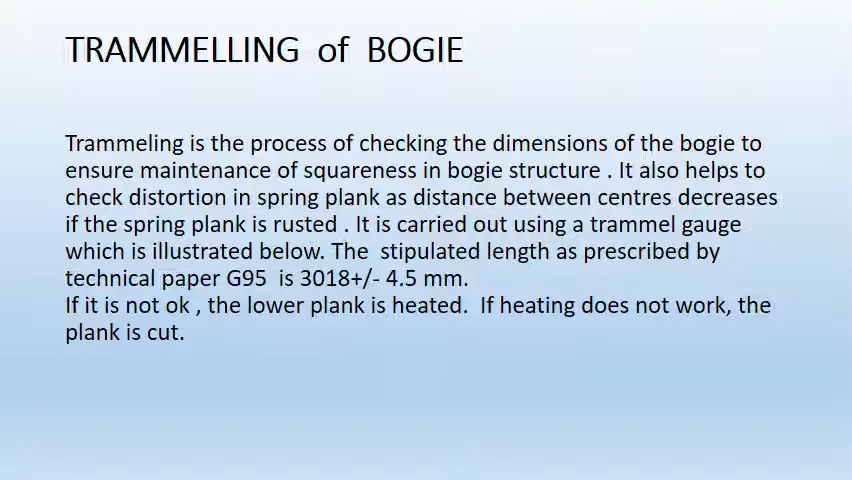 TRAMMELLING of BOGIE
Trammeling is the process of checking the dimensions of the bogie to
ensure maintenance of squareness in bogie structure . It also helps to
check distortion in spring plank as distance between centres decreases
if the spring plank is rusted . It is carried out using a trammel gauge
which is illustrated below. The stipulated length as prescribed by
technical paper G95 is 3018+/- 4.5 mm.
If it is not ok , the lower plank is heated. If heating does not work, the
plank is cut.